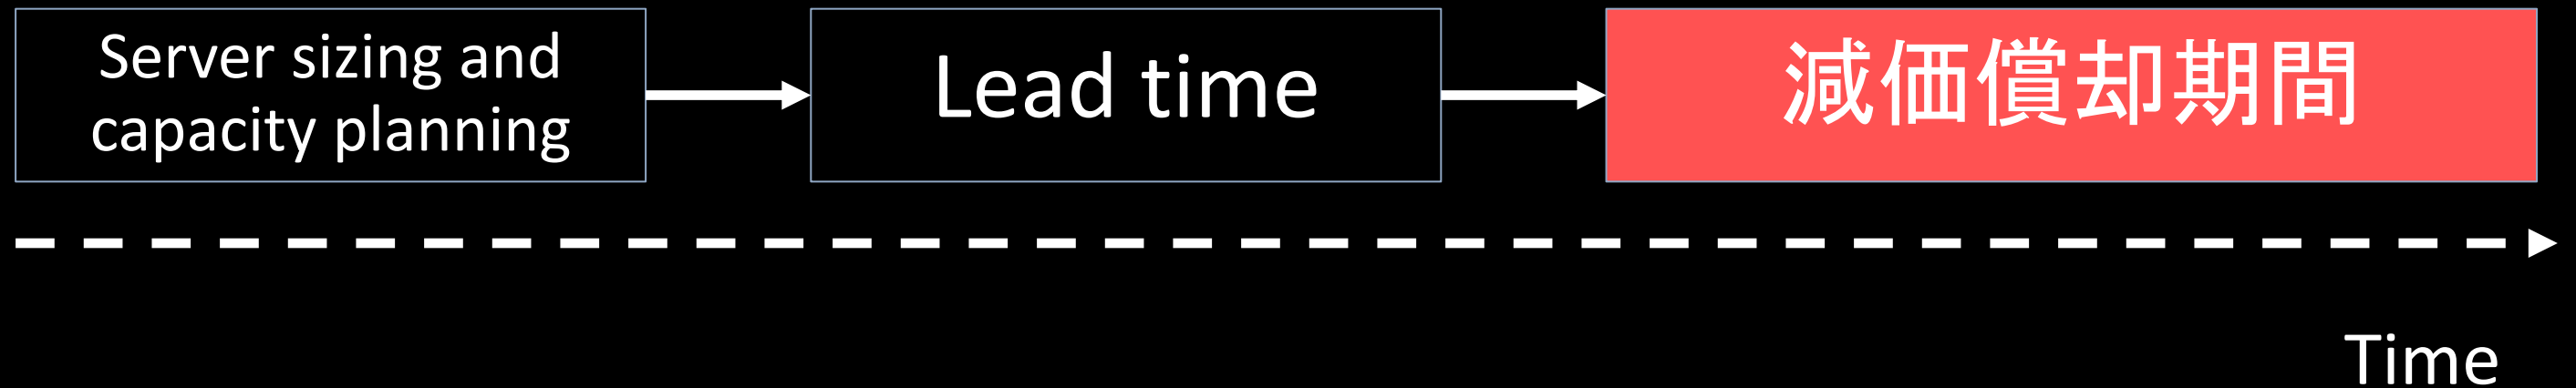 Server sizing and
capacity planning
Lead time
減価償却期間
Time